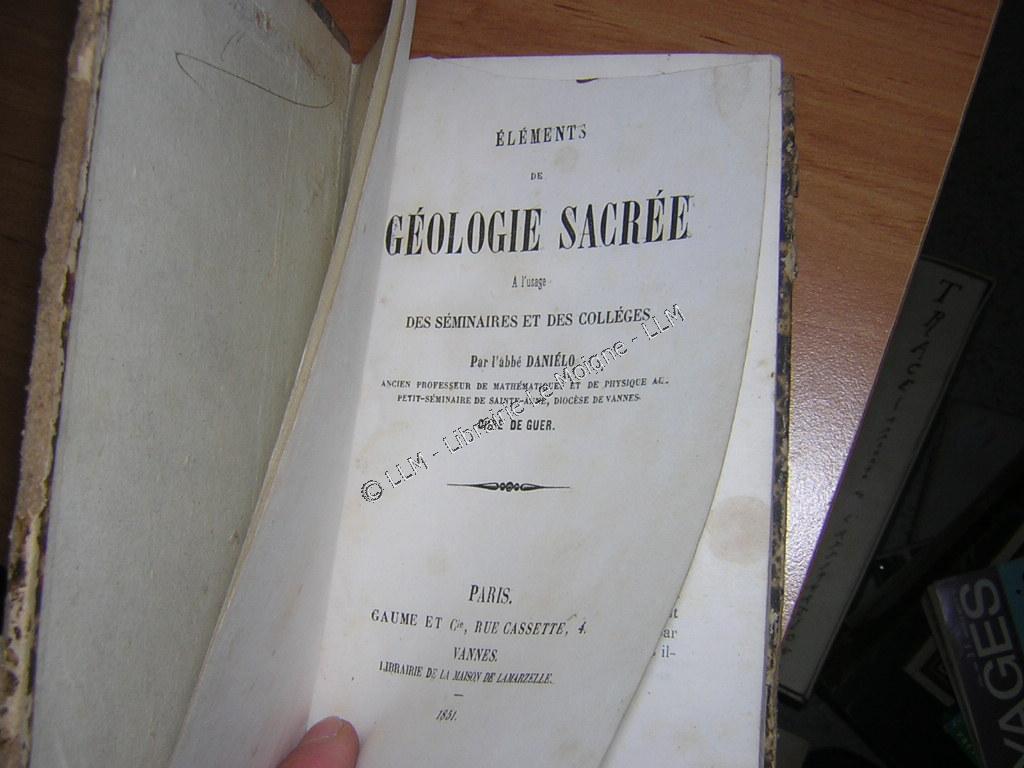 ÉLÉMENTS
DE
GÉOLOGIE SACRÉE
A l'usage
DES SÉMINAIRES ET DES COLLÉGES.
Par l'abbé DANIÉLO,
ANCIEN PROFESSEUR DE MATHÉMATIQUES ET DE PHYSIQUE AU
PETIT-SÉMINAIRE DE SAINTE-ANNE, DIOCÈSE DE VANNES.
CURÉ DE GUER.
© LLM - Librairie Le Moigne - LLM
PARIS.
GAUME ET Cie, RUE CASSETTE, 4.
VANNES.
LIBRAIRIE DE LA MAISON DE LAMARZELLE.
1851.
il-